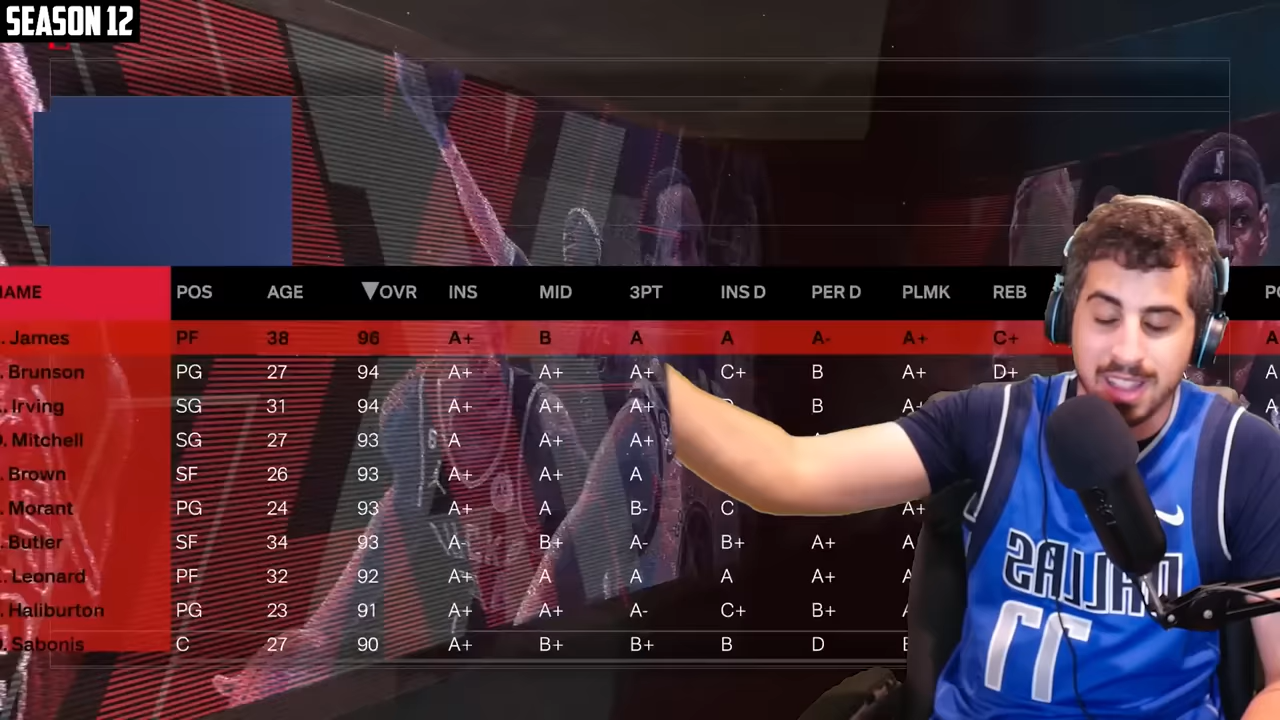 SEASON 12
NAME POS AGE ▼OVR INS MID 3PT INS D PER D PLMK REB
. James PF 38 96 A+ B A A A- A+ C+ A
. Brunson PG 27 94 A+ A+ A+ C+ B A+ D+ A
. Irving SG 31 94 A+ A+ A+ B A+
. Mitchell SG 27 93 A A+ A+
. Brown SF 26 93 A+ A+ A
. Morant PG 24 93 A+ A B- C A+
. Butler SF 34 93 A- B+ A- B+ A+ A
. Leonard PF 32 92 A+ A A A A+
. Haliburton PG 23 91 A+ A+ A- C+ B+
. Sabonis C 27 90 A+ B+ B+ B D
DALLAS
77